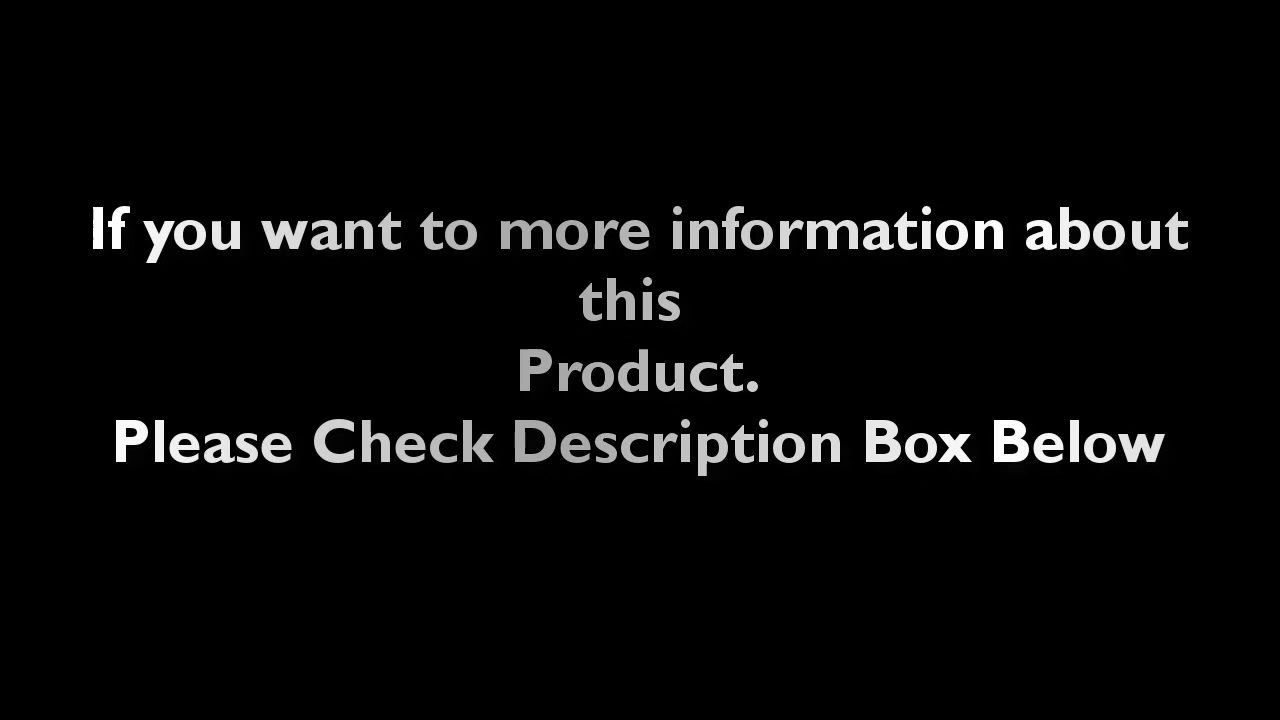 If you want to more information about
this
Product.
Please Check Description Box Below